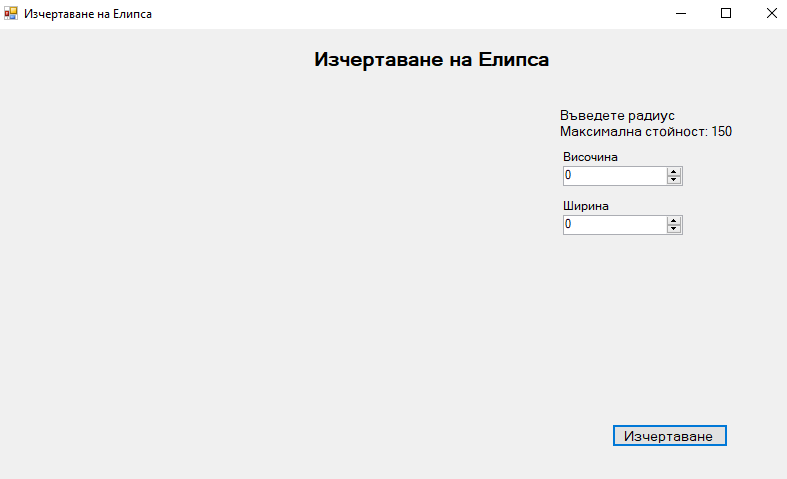 Изчертаване на Елипса
Изчертаване на Елипса
Въведете радиус
Максимална стойност: 150
Височина
0
Ширина
0
Изчертаване